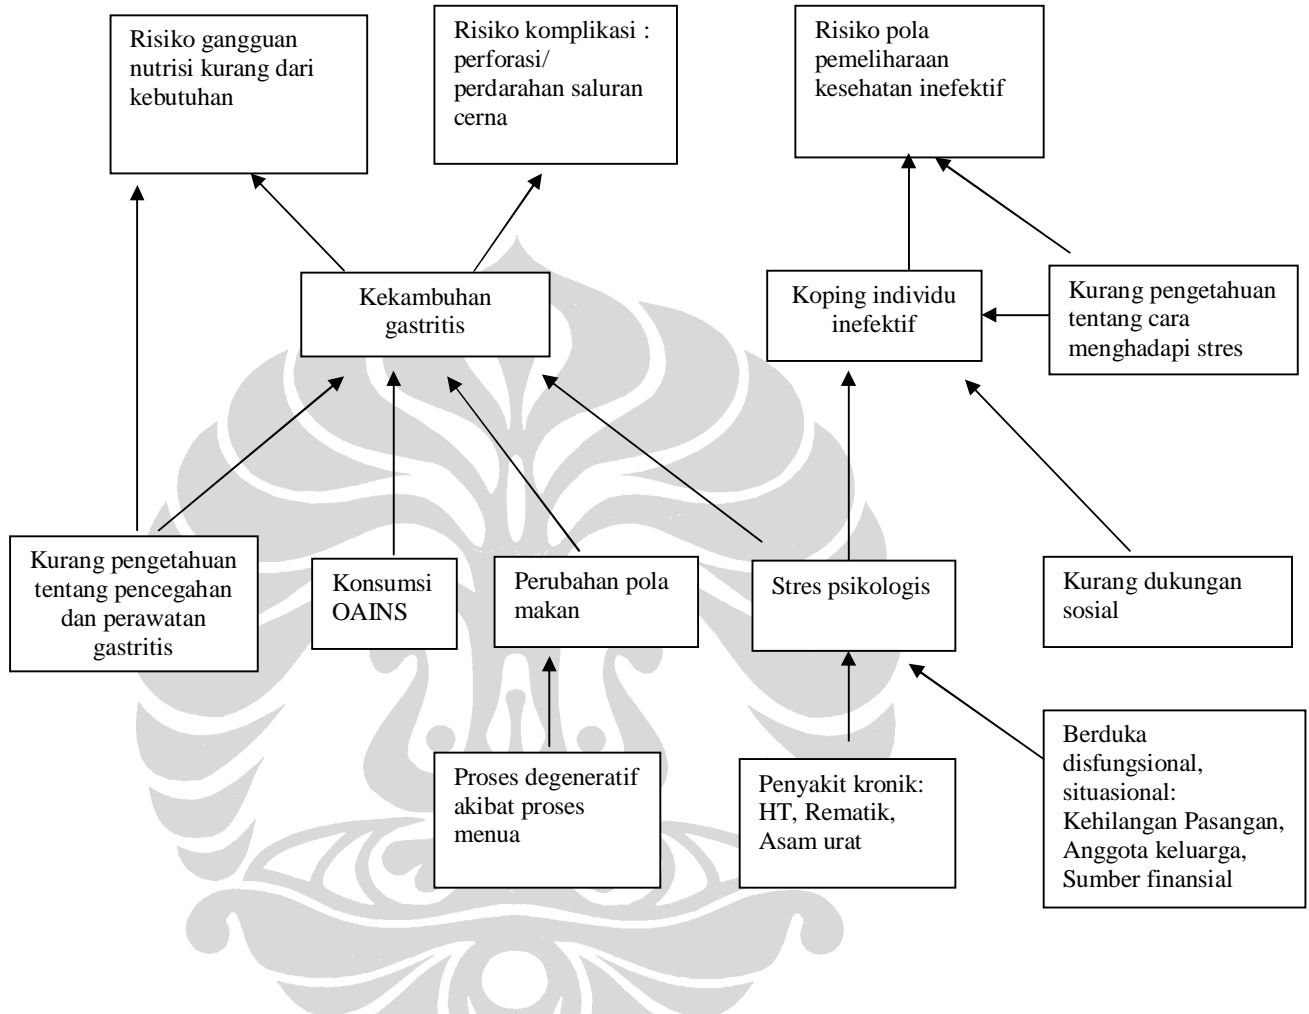 Risiko gangguan
nutrisi kurang dari
kebutuhan
Risiko komplikasi :
perforasi/
perdarahan saluran
cerna
Risiko pola
pemeliharaan
kesehatan inefektif
Kekambuhan
gastritis
Koping individu
inefektif
Kurang pengetahuan
tentang cara
menghadapi stres
Kurang pengetahuan
tentang pencegahan
dan perawatan
gastritis
Konsumsi
OAINS
Perubahan pola
makan
Stres psikologis
Kurang dukungan
sosial
Proses degeneratif
akibat proses
menua
Penyakit kronik:
HT, Rematik,
Asam urat
Berduka
disfungsional,
situasional:
Kehilangan Pasangan,
Anggota keluarga,
Sumber finansial